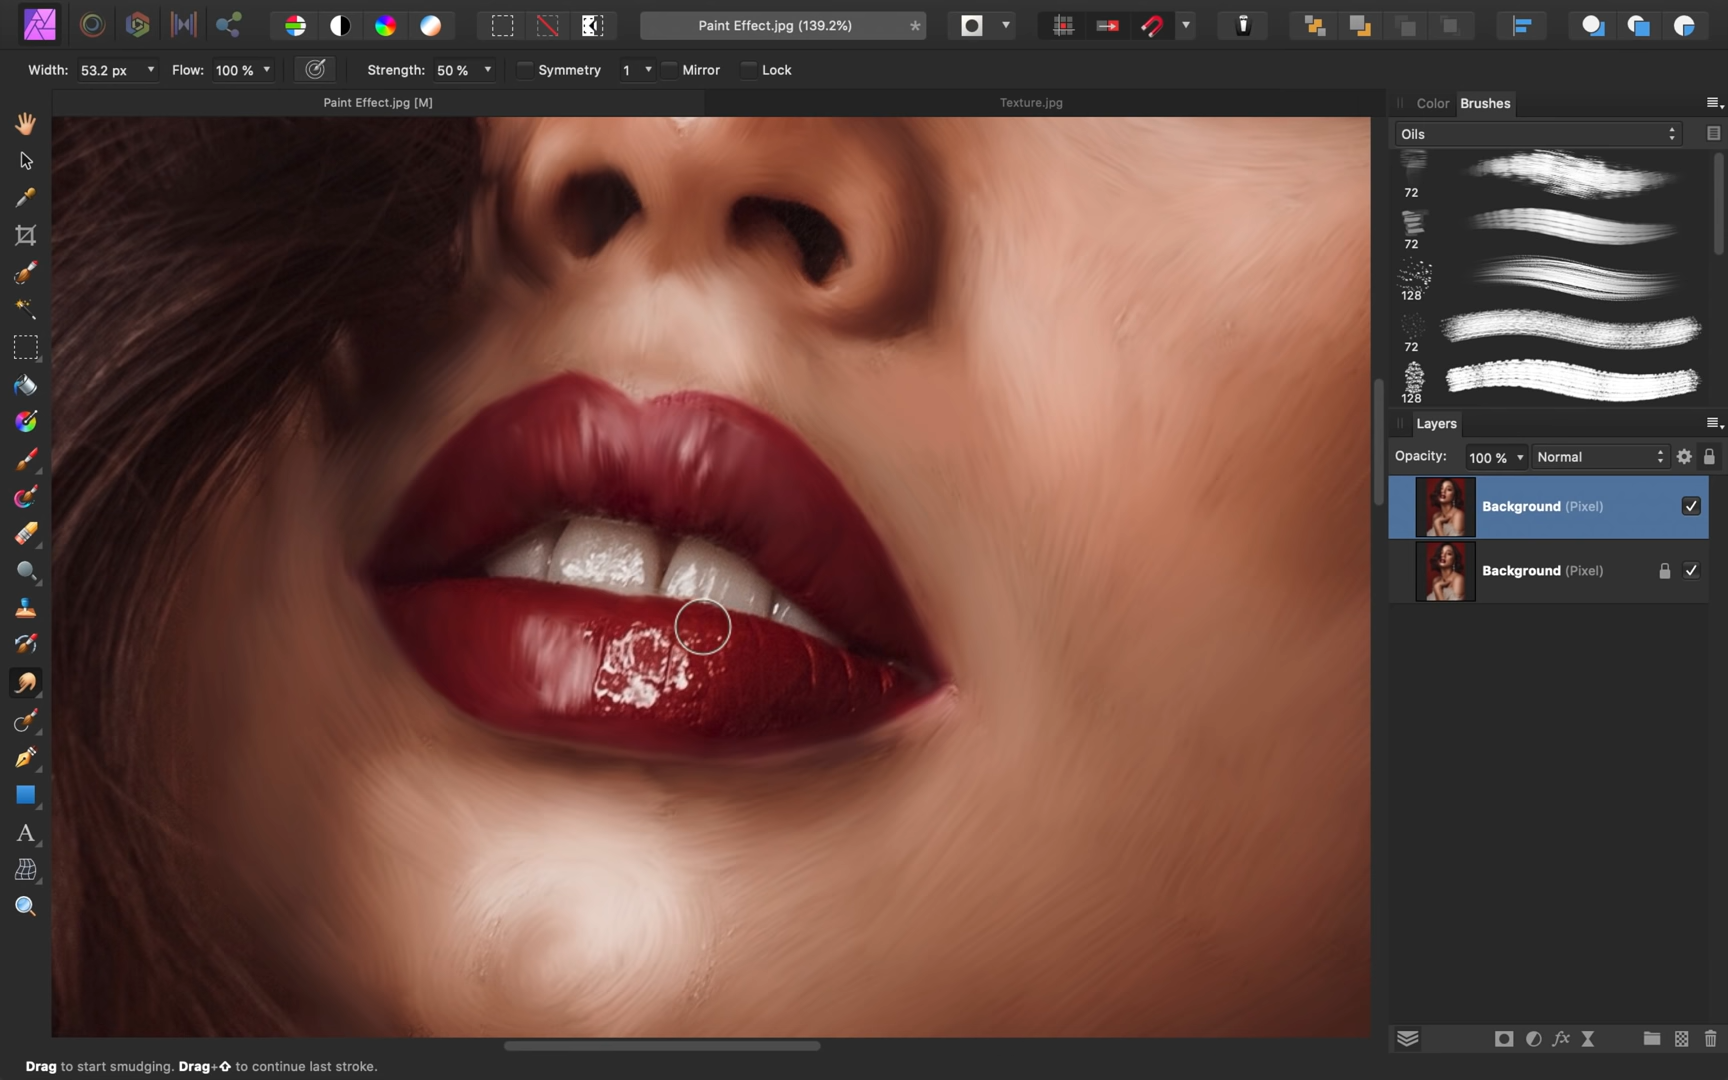 Paint Effect.jpg (139.2%) *
Width: 53.2 px Flow: 100 % Strength: 50 % Symmetry 1 Mirror Lock
Paint Effect.jpg [M] Texture.jpg
Color Brushes
Oils
72
72
128
72
128
Layers
Opacity: 100 % Normal
Background (Pixel)
Background (Pixel)
A
fx
Drag to start smudging. Drag+⇧ to continue last stroke.